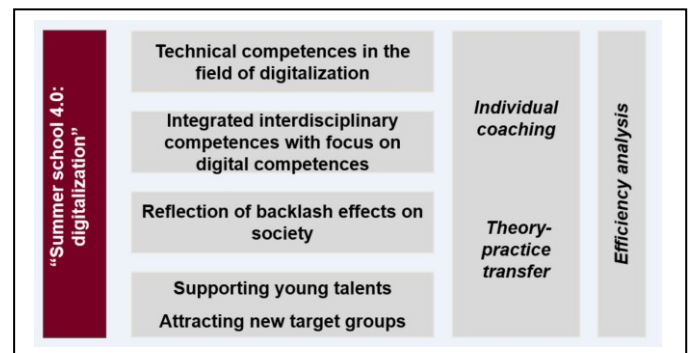 “Summer school 4.0:
digitalization”
Technical competences in the
field of digitalization
Integrated interdisciplinary
competences with focus on
digital competences
Reflection of backlash effects on
society
Supporting young talents
Attracting new target groups
Individual
coaching
Theory-
practice
transfer
Efficiency analysis